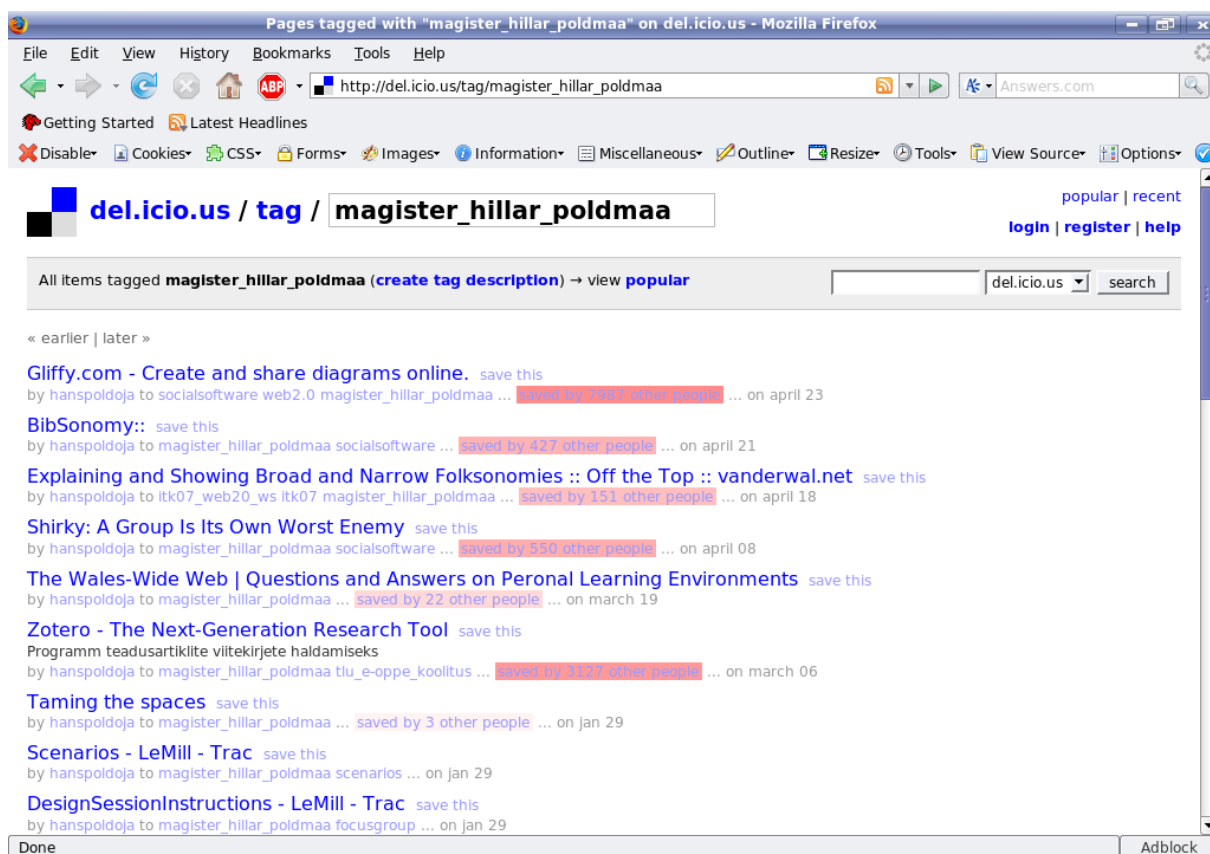 Pages tagged with "magister_hillar_poldmaa" on del.icio.us - Mozilla Firefox
File Edit View History Bookmarks Tools Help
ABP http://del.icio.us/tag/magister_hillar_poldmaa Answers.com
Getting Started Latest Headlines
Disable Cookies CSS Forms Images Information Miscellaneous Outline Resize Tools View Source Options
del.icio.us / tag / magister_hillar_poldmaa
popular | recent
login | register | help
All items tagged magister_hillar_poldmaa (create tag description) → view popular del.icio.us search
« earlier | later »
Gliffy.com - Create and share diagrams online. save this
by hanspoldoja to socialsoftware web2.0 magister_hillar_poldmaa ... saved by 7987 other people ... on april 23
BibSonomy:: save this
by hanspoldoja to magister_hillar_poldmaa socialsoftware ... saved by 427 other people ... on april 21
Explaining and Showing Broad and Narrow Folksonomies :: Off the Top :: vanderwal.net save this
by hanspoldoja to itk07_web20_ws itk07 magister_hillar_poldmaa ... saved by 151 other people ... on april 18
Shirky: A Group Is Its Own Worst Enemy save this
by hanspoldoja to magister_hillar_poldmaa socialsoftware ... saved by 550 other people ... on april 08
The Wales-Wide Web | Questions and Answers on Peronal Learning Environments save this
by hanspoldoja to magister_hillar_poldmaa ... saved by 22 other people ... on march 19
Zotero - The Next-Generation Research Tool save this
Programm teadusartiklite viitekirjete haldamiseks
by hanspoldoja to magister_hillar_poldmaa tlu_e-oppe_koolitus ... saved by 3127 other people ... on march 06
Taming the spaces save this
by hanspoldoja to magister_hillar_poldmaa ... saved by 3 other people ... on jan 29
Scenarios - LeMill - Trac save this
by hanspoldoja to magister_hillar_poldmaa scenarios ... on jan 29
DesignSessionInstructions - LeMill - Trac save this
by hanspoldoja to magister_hillar_poldmaa focusgroup ... on jan 29
Done Adblock